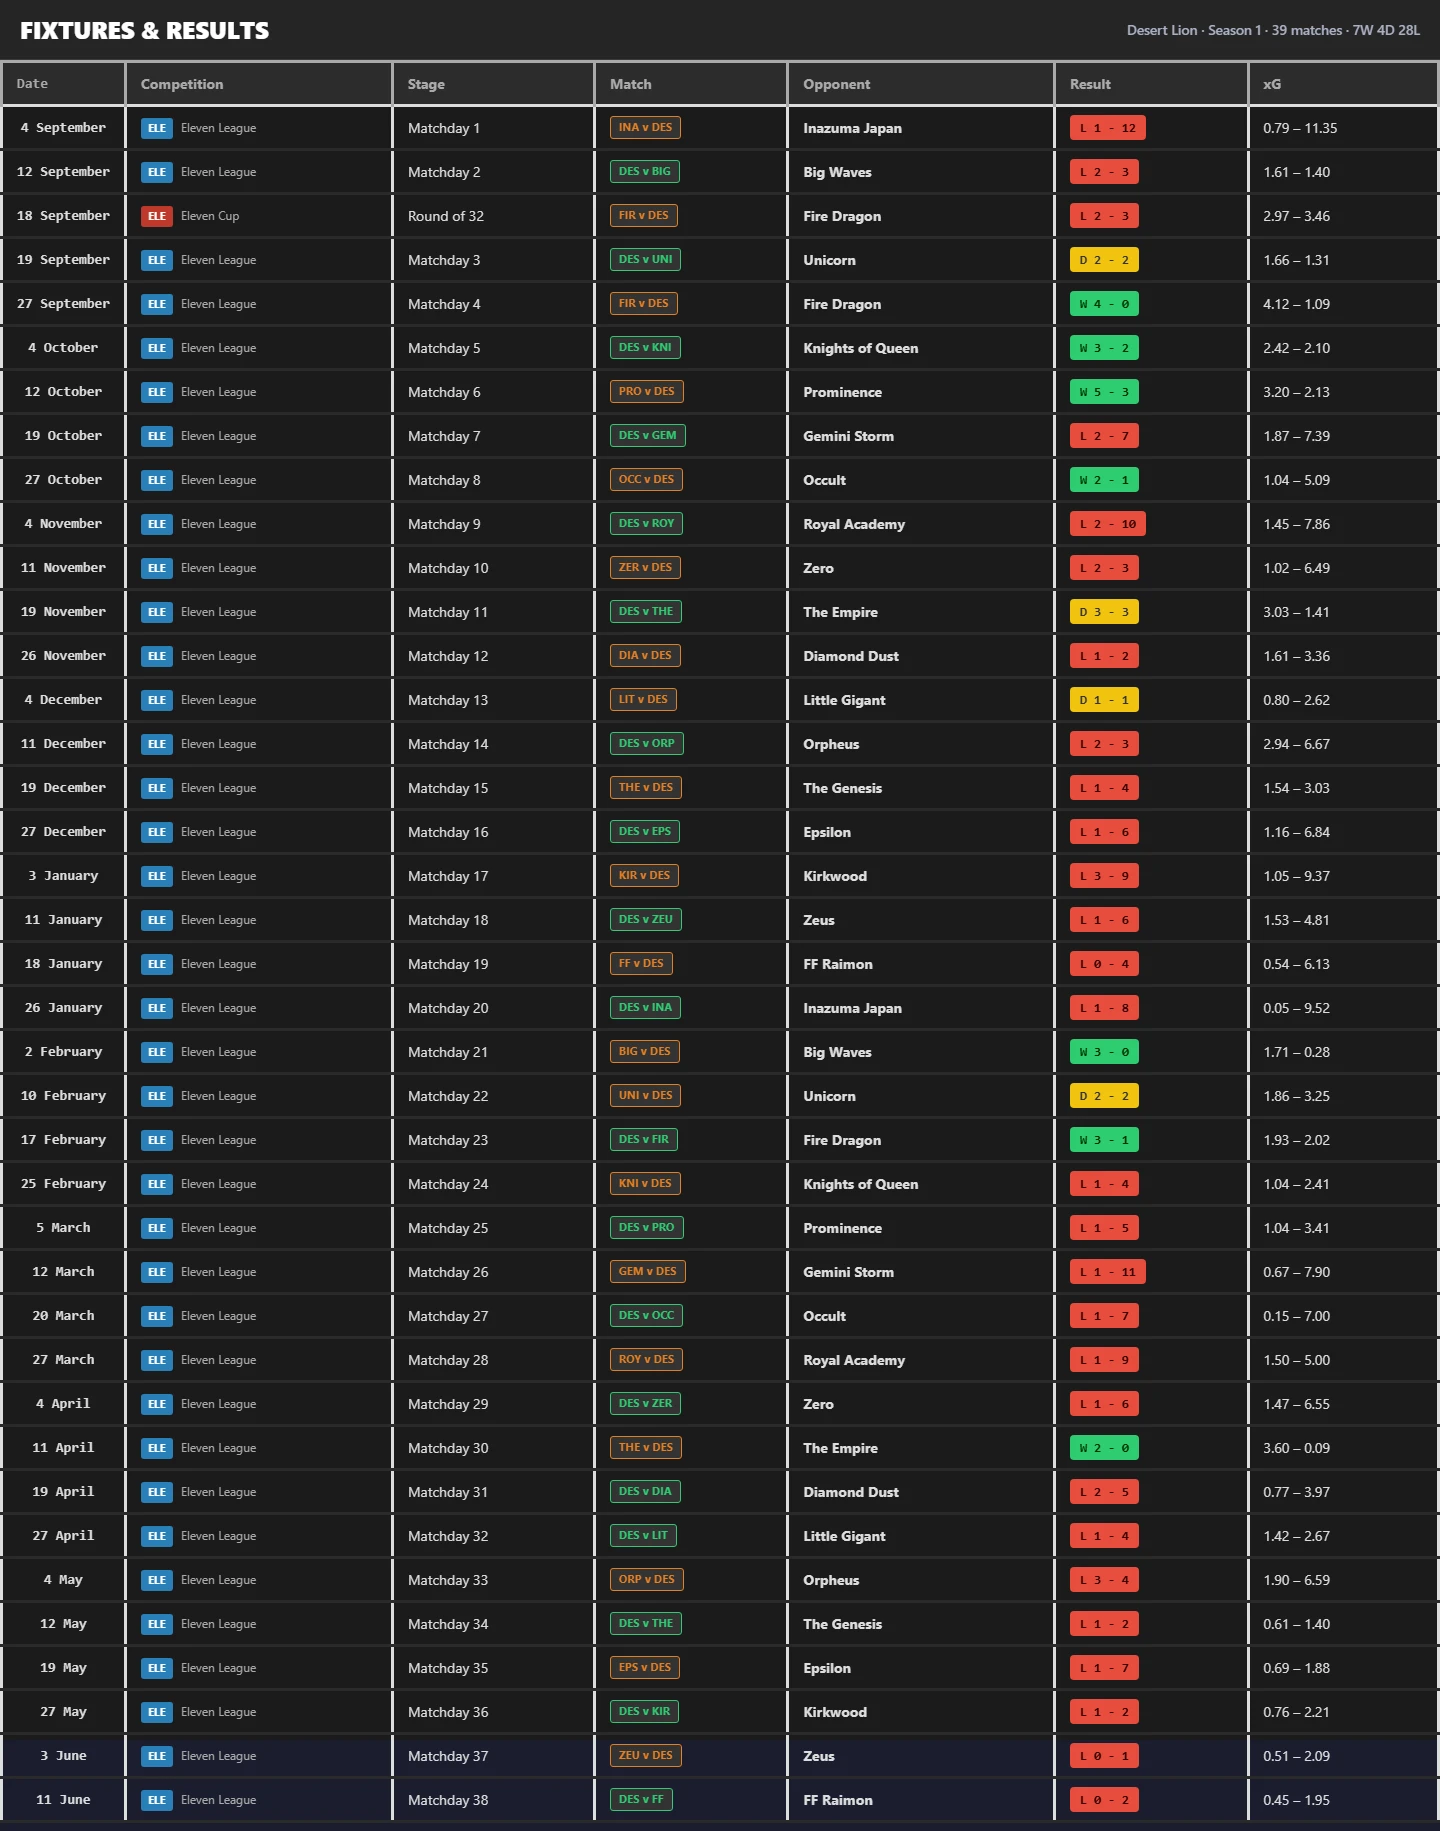 FIXTURES & RESULTS
Desert Lion · Season 1 · 39 matches · 7W 4D 28L
Date Competition Stage Match Opponent Result xG
4 September ELE Eleven League Matchday 1 INA v DES Inazuma Japan L 1 - 12 0.79 – 11.35
12 September ELE Eleven League Matchday 2 DES v BIG Big Waves L 2 - 3 1.61 – 1.40
18 September ELE Eleven Cup Round of 32 FIR v DES Fire Dragon L 2 - 3 2.97 – 3.46
19 September ELE Eleven League Matchday 3 DES v UNI Unicorn D 2 - 2 1.66 – 1.31
27 September ELE Eleven League Matchday 4 FIR v DES Fire Dragon W 4 - 0 4.12 – 1.09
4 October ELE Eleven League Matchday 5 DES v KNI Knights of Queen W 3 - 2 2.42 – 2.10
12 October ELE Eleven League Matchday 6 PRO v DES Prominence W 5 - 3 3.20 – 2.13
19 October ELE Eleven League Matchday 7 DES v GEM Gemini Storm L 2 - 7 1.87 – 7.39
27 October ELE Eleven League Matchday 8 OCC v DES Occult W 2 - 1 1.04 – 5.09
4 November ELE Eleven League Matchday 9 DES v ROY Royal Academy L 2 - 10 1.45 – 7.86
11 November ELE Eleven League Matchday 10 ZER v DES Zero L 2 - 3 1.02 – 6.49
19 November ELE Eleven League Matchday 11 DES v THE The Empire D 3 - 3 3.03 – 1.41
26 November ELE Eleven League Matchday 12 DIA v DES Diamond Dust L 1 - 2 1.61 – 3.36
4 December ELE Eleven League Matchday 13 LIT v DES Little Gigant D 1 - 1 0.80 – 2.62
11 December ELE Eleven League Matchday 14 DES v ORP Orpheus L 2 - 3 2.94 – 6.67
19 December ELE Eleven League Matchday 15 THE v DES The Genesis L 1 - 4 1.54 – 3.03
27 December ELE Eleven League Matchday 16 DES v EPS Epsilon L 1 - 6 1.16 – 6.84
3 January ELE Eleven League Matchday 17 KIR v DES Kirkwood L 3 - 9 1.05 – 9.37
11 January ELE Eleven League Matchday 18 DES v ZEU Zeus L 1 - 6 1.53 – 4.81
18 January ELE Eleven League Matchday 19 FF v DES FF Raimon L 0 - 4 0.54 – 6.13
26 January ELE Eleven League Matchday 20 DES v INA Inazuma Japan L 1 - 8 0.05 – 9.52
2 February ELE Eleven League Matchday 21 BIG v DES Big Waves W 3 - 0 1.71 – 0.28
10 February ELE Eleven League Matchday 22 UNI v DES Unicorn D 2 - 2 1.86 – 3.25
17 February ELE Eleven League Matchday 23 DES v FIR Fire Dragon W 3 - 1 1.93 – 2.02
25 February ELE Eleven League Matchday 24 KNI v DES Knights of Queen L 1 - 4 1.04 – 2.41
5 March ELE Eleven League Matchday 25 DES v PRO Prominence L 1 - 5 1.04 – 3.41
12 March ELE Eleven League Matchday 26 GEM v DES Gemini Storm L 1 - 11 0.67 – 7.90
20 March ELE Eleven League Matchday 27 DES v OCC Occult L 1 - 7 0.15 – 7.00
27 March ELE Eleven League Matchday 28 ROY v DES Royal Academy L 1 - 9 1.50 – 5.00
4 April ELE Eleven League Matchday 29 DES v ZER Zero L 1 - 6 1.47 – 6.55
11 April ELE Eleven League Matchday 30 THE v DES The Empire W 2 - 0 3.60 – 0.09
19 April ELE Eleven League Matchday 31 DES v DIA Diamond Dust L 2 - 5 0.77 – 3.97
27 April ELE Eleven League Matchday 32 DES v LIT Little Gigant L 1 - 4 1.42 – 2.67
4 May ELE Eleven League Matchday 33 ORP v DES Orpheus L 3 - 4 1.90 – 6.59
12 May ELE Eleven League Matchday 34 DES v THE The Genesis L 1 - 2 0.61 – 1.40
19 May ELE Eleven League Matchday 35 EPS v DES Epsilon L 1 - 7 0.69 – 1.88
27 May ELE Eleven League Matchday 36 DES v KIR Kirkwood L 1 - 2 0.76 – 2.21
3 June ELE Eleven League Matchday 37 ZEU v DES Zeus L 0 - 1 0.51 – 2.09
11 June ELE Eleven League Matchday 38 DES v FF FF Raimon L 0 - 2 0.45 – 1.95